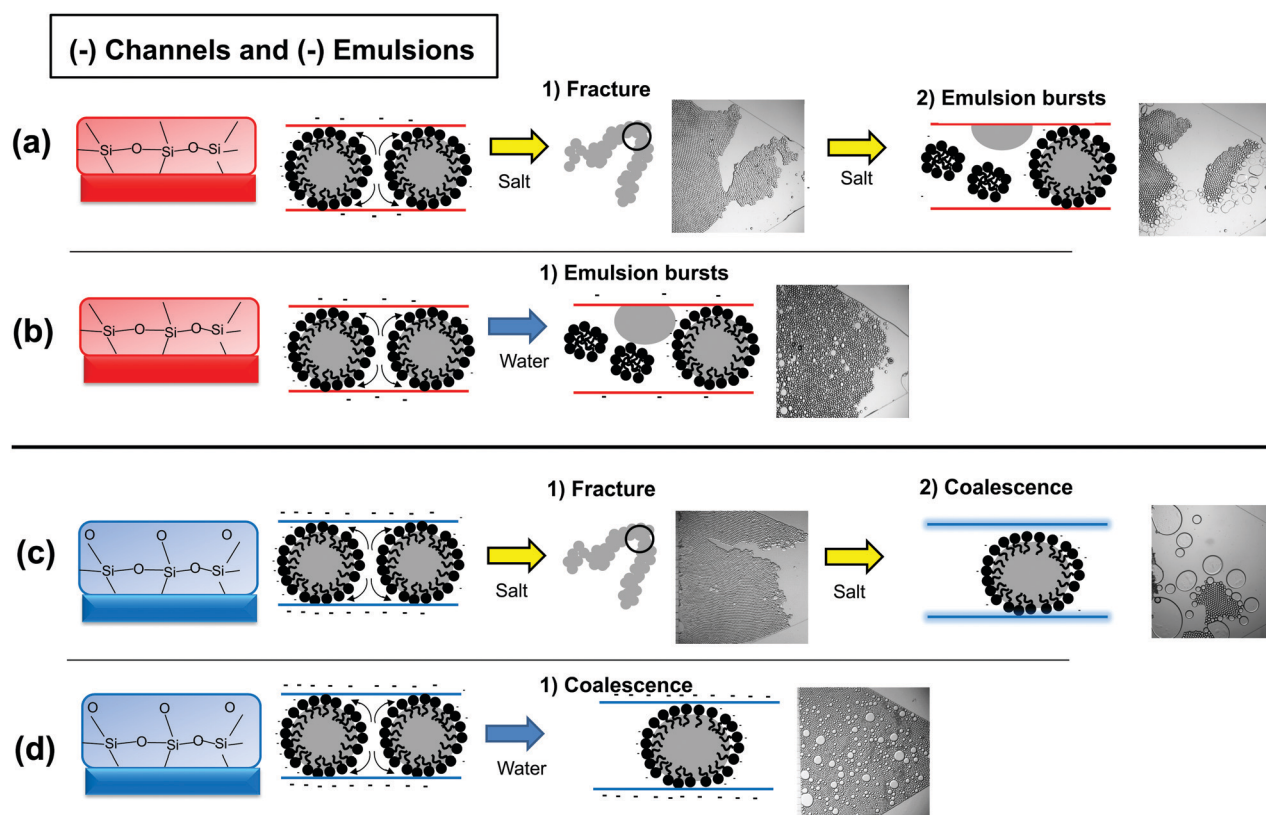 (-) Channels and (-) Emulsions
1) Fracture
2) Emulsion bursts
(a)
Si O Si O Si
Salt
Salt
1) Emulsion bursts
(b)
Si O Si O Si
Water
1) Fracture
2) Coalescence
(c)
O O O
Si O Si O Si
Salt
Salt
1) Coalescence
(d)
O O O
Si O Si O Si
Water